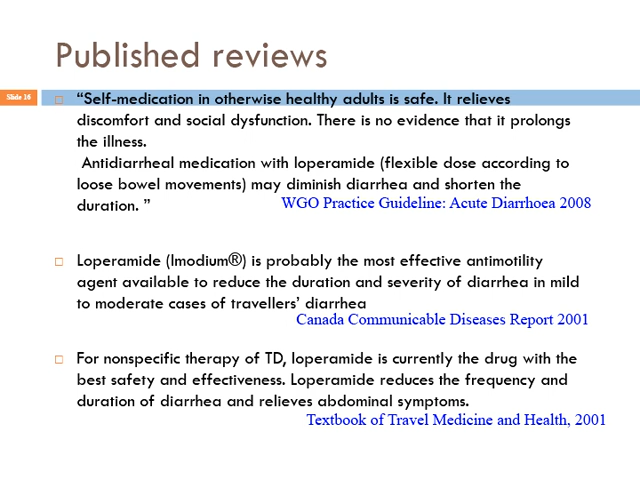 Published reviews
Slide 16
“Self-medication in otherwise healthy adults is safe. It relieves
discomfort and social dysfunction. There is no evidence that it prolongs
the illness.
Antidiarrheal medication with loperamide (flexible dose according to
loose bowel movements) may diminish diarrhea and shorten the
duration. ”
WGO Practice Guideline: Acute Diarrhoea 2008
Loperamide (Imodium®) is probably the most effective antimotility
agent available to reduce the duration and severity of diarrhea in mild
to moderate cases of travellers’ diarrhea
Canada Communicable Diseases Report 2001
For nonspecific therapy of TD, loperamide is currently the drug with the
best safety and effectiveness. Loperamide reduces the frequency and
duration of diarrhea and relieves abdominal symptoms.
Textbook of Travel Medicine and Health, 2001